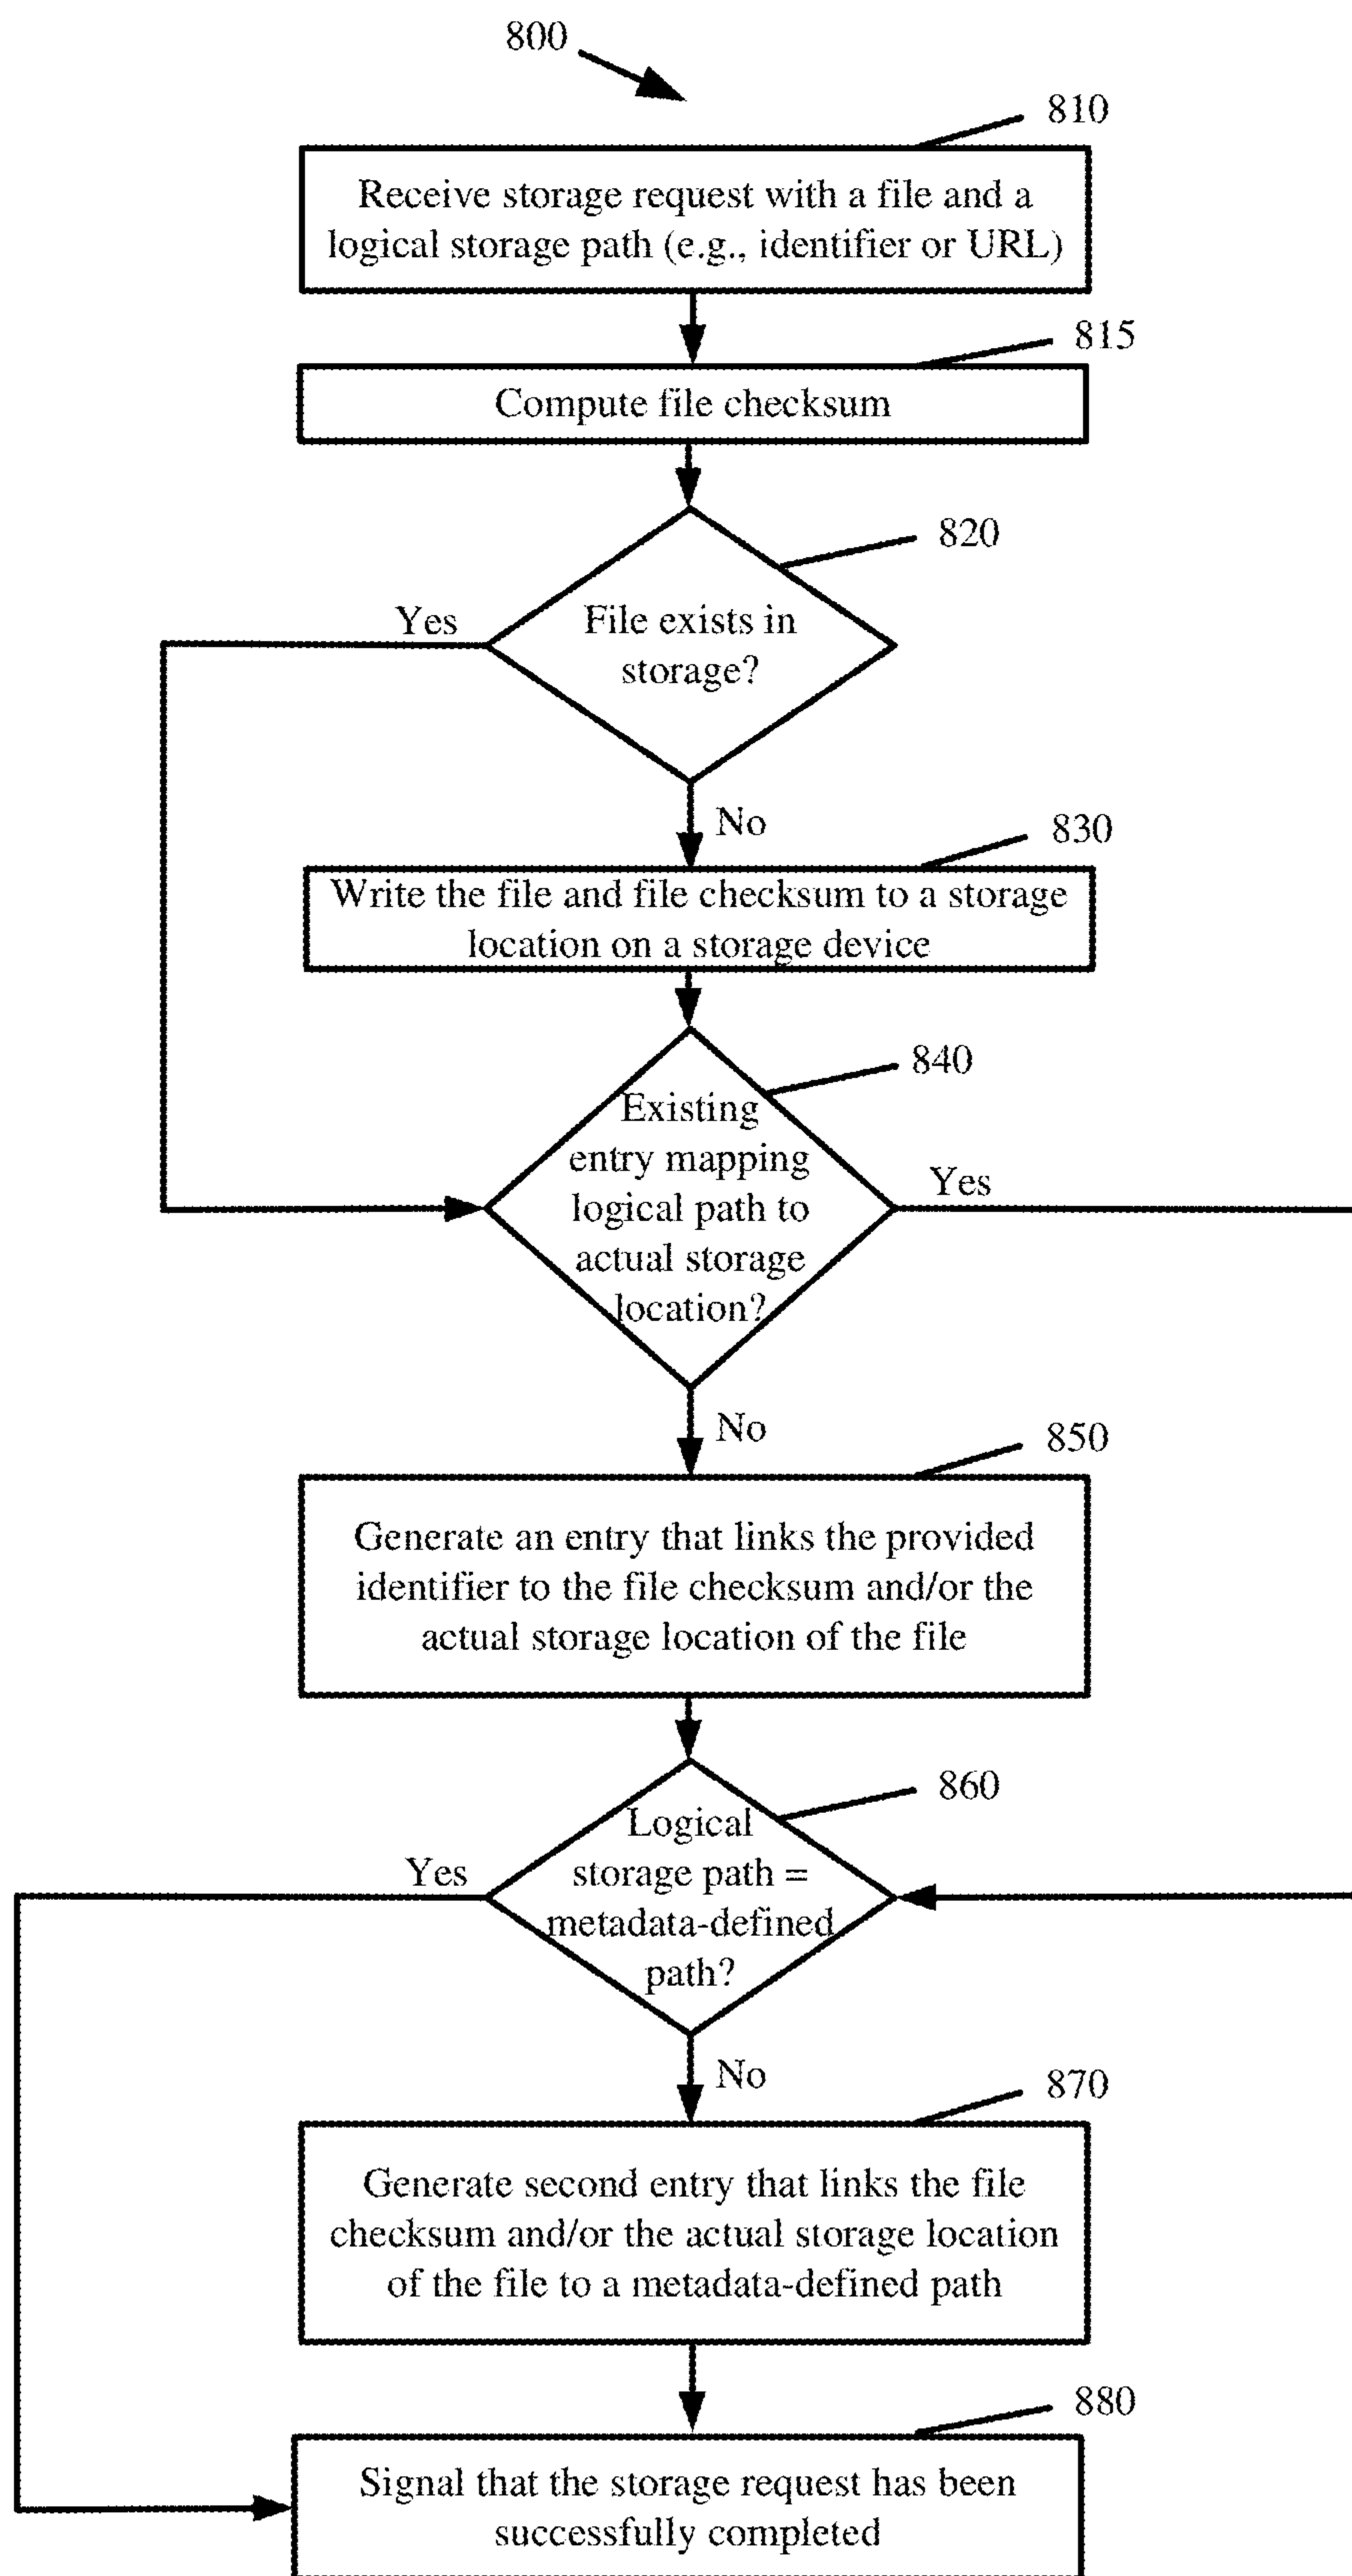 800
810
Receive storage request with a file and a
logical storage path (e.g., identifier or URL)
815
Compute file checksum
820
Yes
File exists in
storage?
No
830
Write the file and file checksum to a storage
location on a storage device
840
Existing
entry mapping
logical path to
actual storage
location?
Yes
No
850
Generate an entry that links the provided
identifier to the file checksum and/or the
actual storage location of the file
860
Logical
storage path =
metadata-defined
path?
Yes
No
870
Generate second entry that links the file
checksum and/or the actual storage location
of the file to a metadata-defined path
880
Signal that the storage request has been
successfully completed